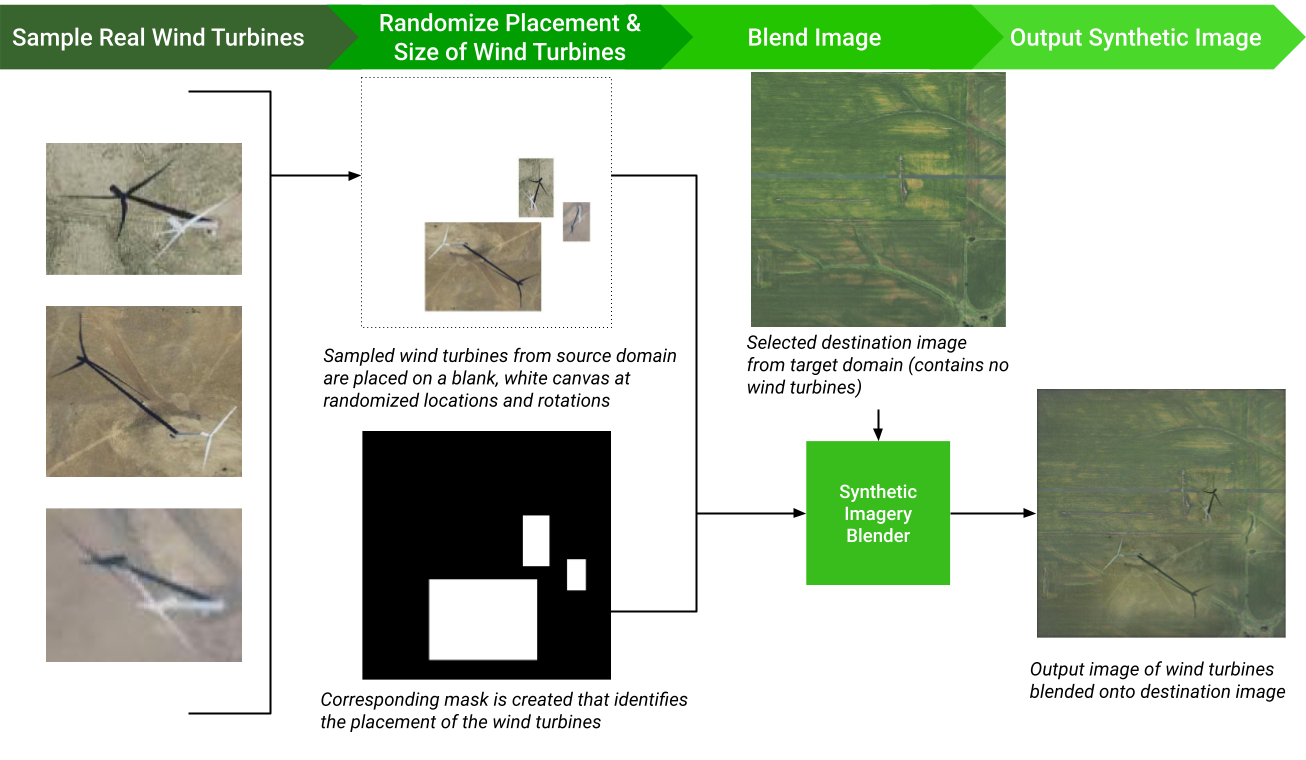 Sample Real Wind Turbines
Randomize Placement &
Size of Wind Turbines
Blend Image
Output Synthetic Image
Sampled wind turbines from source domain
are placed on a blank, white canvas at
randomized locations and rotations
Corresponding mask is created that identifies
the placement of the wind turbines
Selected destination image
from target domain (contains no
wind turbines)
Synthetic
Imagery
Blender
Output image of wind turbines
blended onto destination image